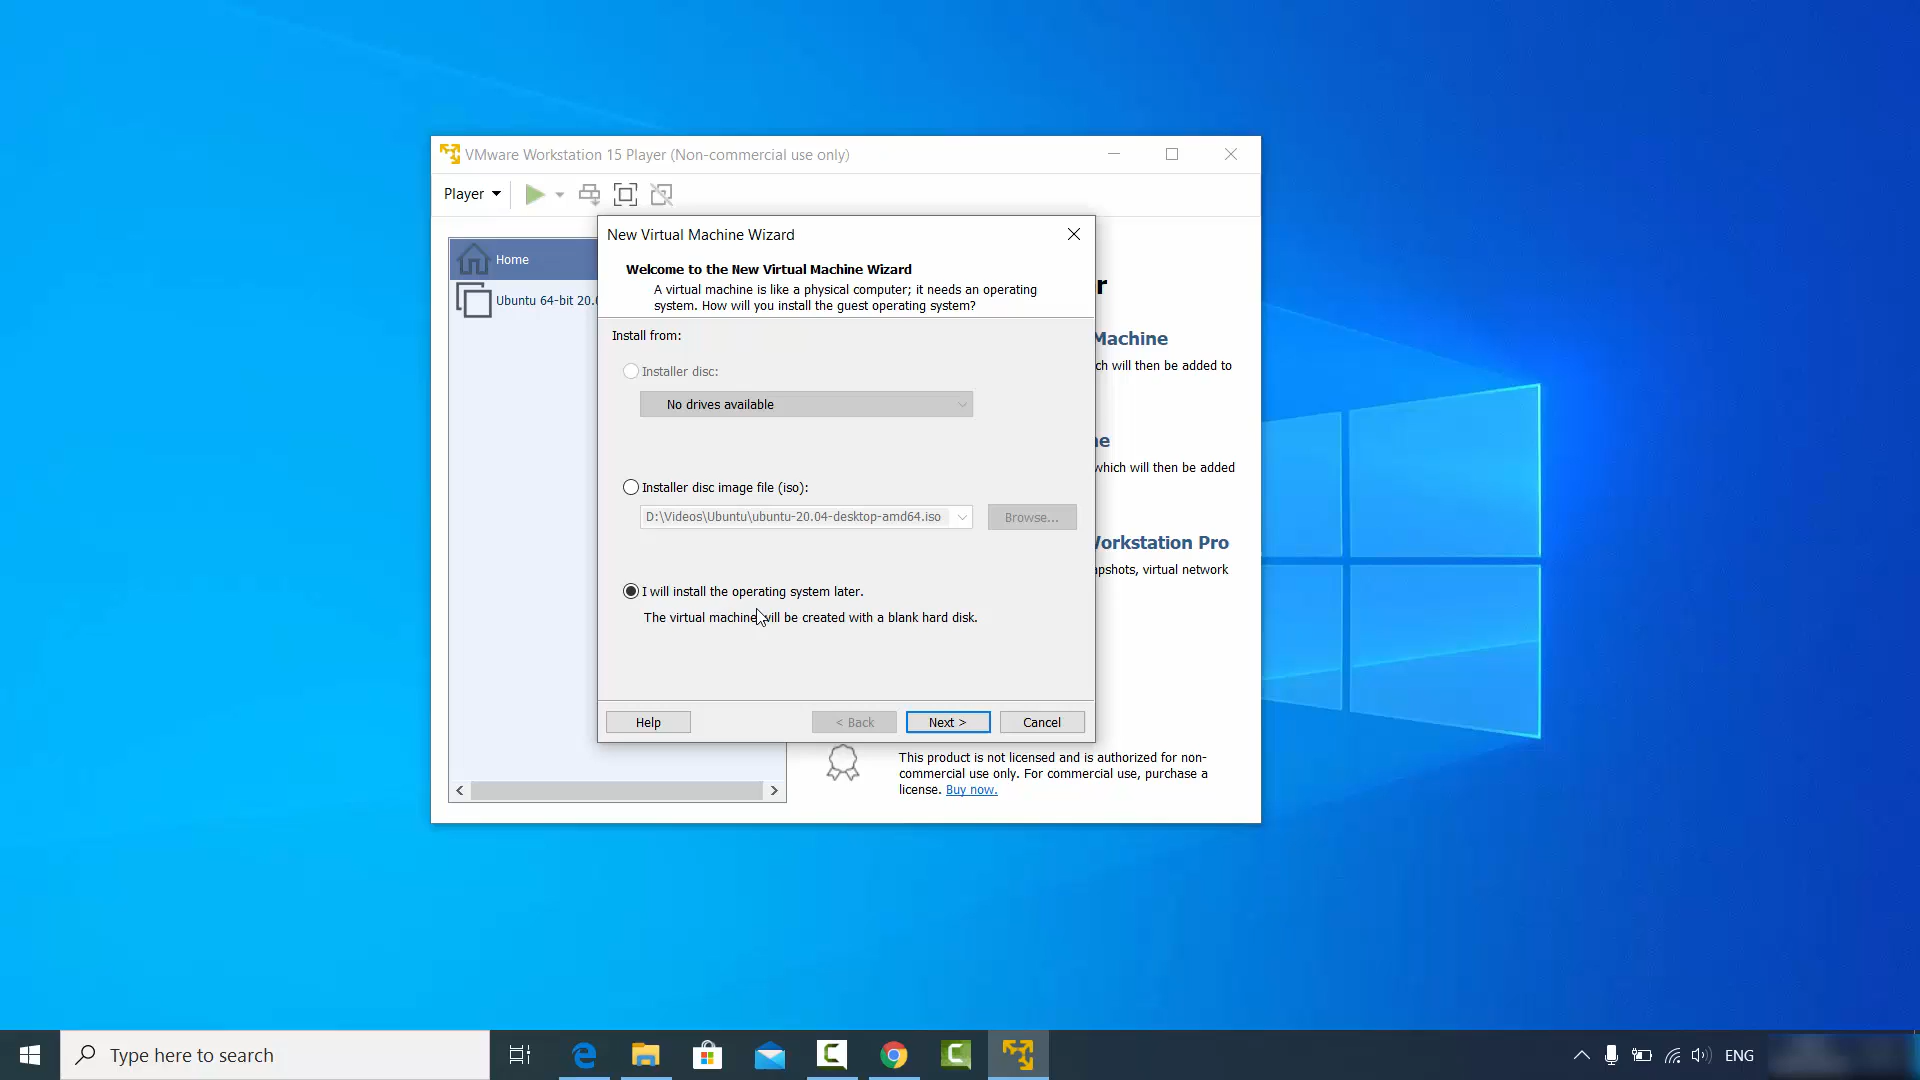 VMware Workstation 15 Player (Non-commercial use only)
Player
New Virtual Machine Wizard
Welcome to the New Virtual Machine Wizard
A virtual machine is like a physical computer; it needs an operating
system. How will you install the guest operating system?
Home
Ubuntu 64-bit 20.0
r
Install from:
Machine
Installer disc:
ch will then be added to
No drives available
ne
which will then be added
Installer disc image file (iso):
D:\Videos\Ubuntu\ubuntu-20.04-desktop-amd64.iso
Browse...
Workstation Pro
apshots, virtual network
I will install the operating system later.
The virtual machine will be created with a blank hard disk.
Help
< Back
Next >
Cancel
This product is not licensed and is authorized for non-
commercial use only. For commercial use, purchase a
license. Buy now.
Type here to search
ENG